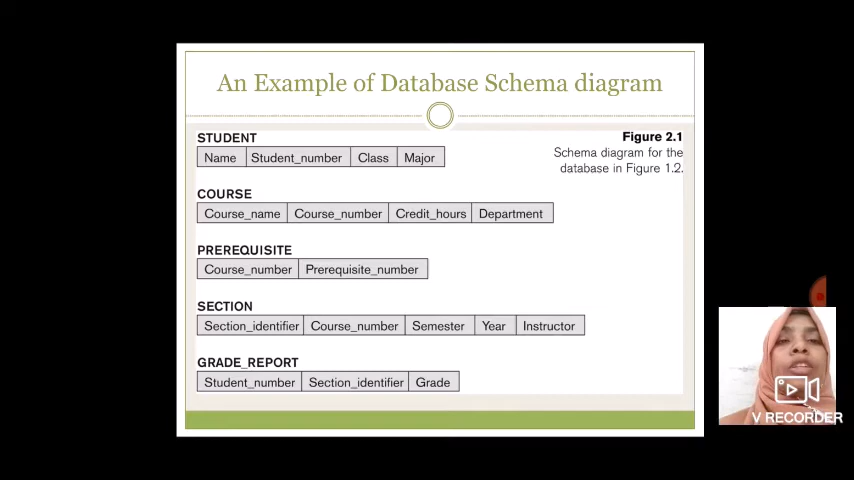 An Example of Database Schema diagram
STUDENT
Name Student_number Class Major
Figure 2.1
Schema diagram for the
database in Figure 1.2.
COURSE
Course_name Course_number Credit_hours Department
PREREQUISITE
Course_number Prerequisite_number
SECTION
Section_identifier Course_number Semester Year Instructor
GRADE_REPORT
Student_number Section_identifier Grade
V RECORDER